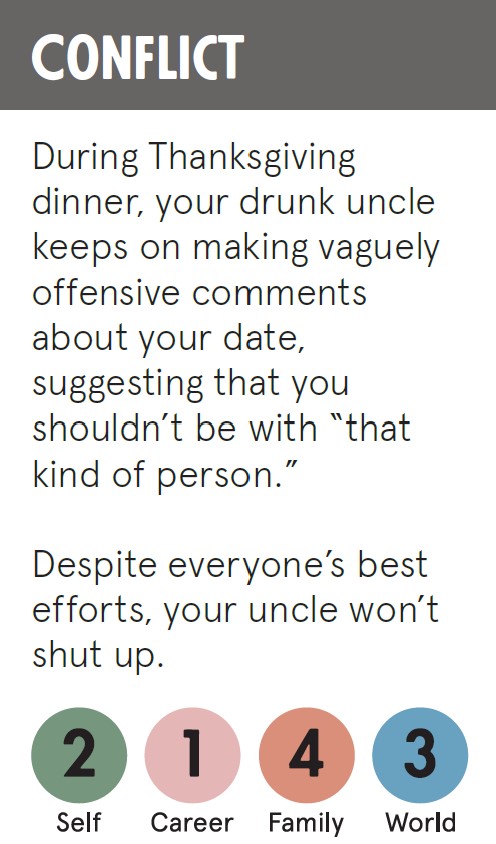 CONFLICT
During Thanksgiving
dinner, your drunk uncle
keeps on making vaguely
offensive comments
about your date,
suggesting that you
shouldn’t be with “that
kind of person.”
Despite everyone’s best
efforts, your uncle won’t
shut up.
2 1 4 3
Self Career Family World